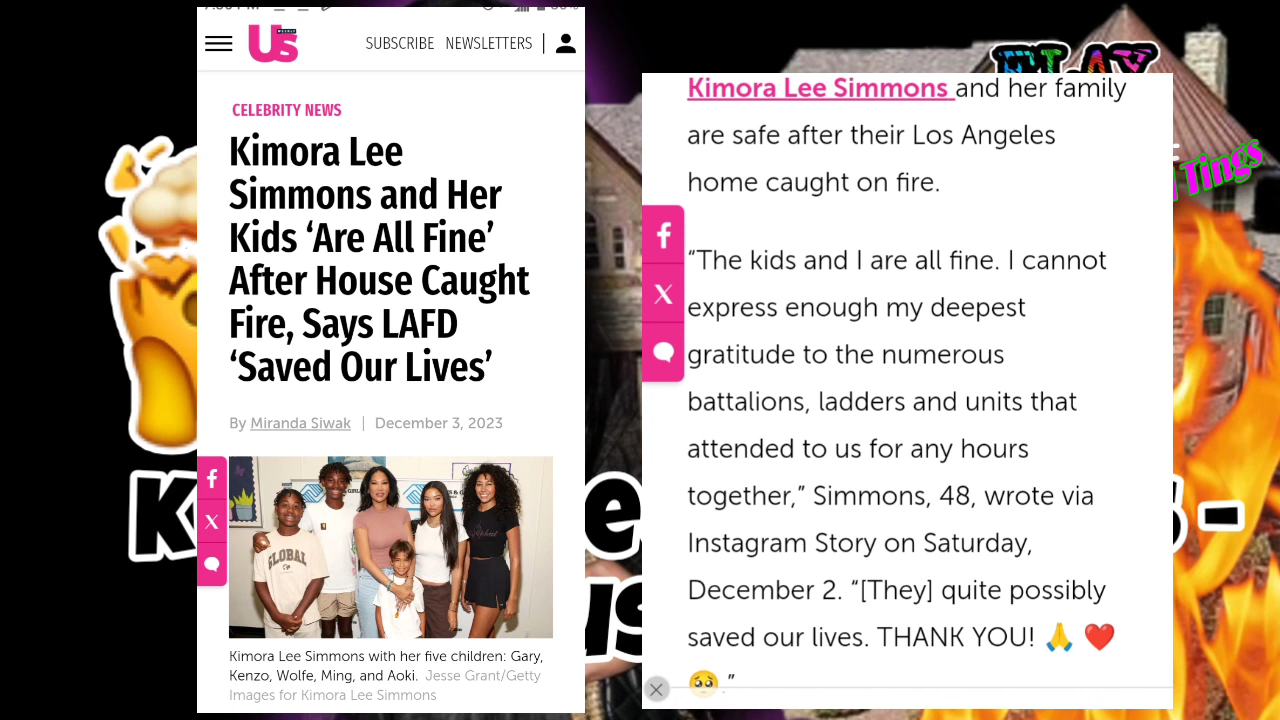 Us
WEEKLY
SUBSCRIBE NEWSLETTERS
CELEBRITY NEWS
Kimora Lee
Simmons and Her
Kids ‘Are All Fine’
After House Caught
Fire, Says LAFD
‘Saved Our Lives’
By Miranda Siwak | December 3, 2023
GLOBAL
Kimora Lee Simmons with her five children: Gary,
Kenzo, Wolfe, Ming, and Aoki. Jesse Grant/Getty
Images for Kimora Lee Simmons
Kimora Lee Simmons and her family
are safe after their Los Angeles
home caught on fire.
“The kids and I are all fine. I cannot
express enough my deepest
gratitude to the numerous
battalions, ladders and units that
attended to us for any hours
together,” Simmons, 48, wrote via
Instagram Story on Saturday,
December 2. “[They] quite possibly
saved our lives. THANK YOU! 🙏 ❤️
🥹.”
Tings